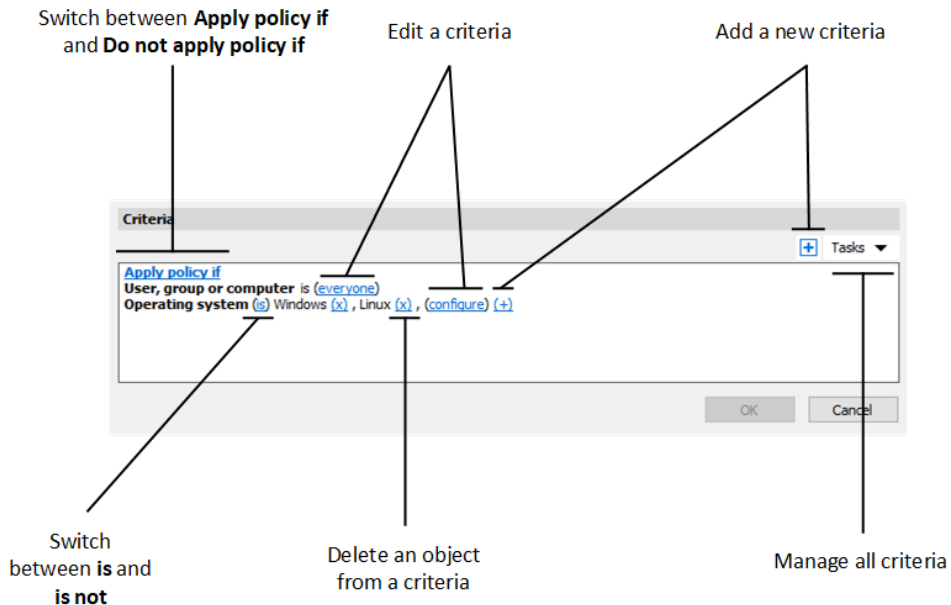 Switch between Apply policy if
and Do not apply policy if
Edit a criteria
Add a new criteria
Criteria
Tasks
Apply policy if
User, group or computer is (everyone)
Operating system (is) Windows (x) , Linux (x) , (configure) (+)
OK
Cancel
Switch
between is and
is not
Delete an object
from a criteria
Manage all criteria